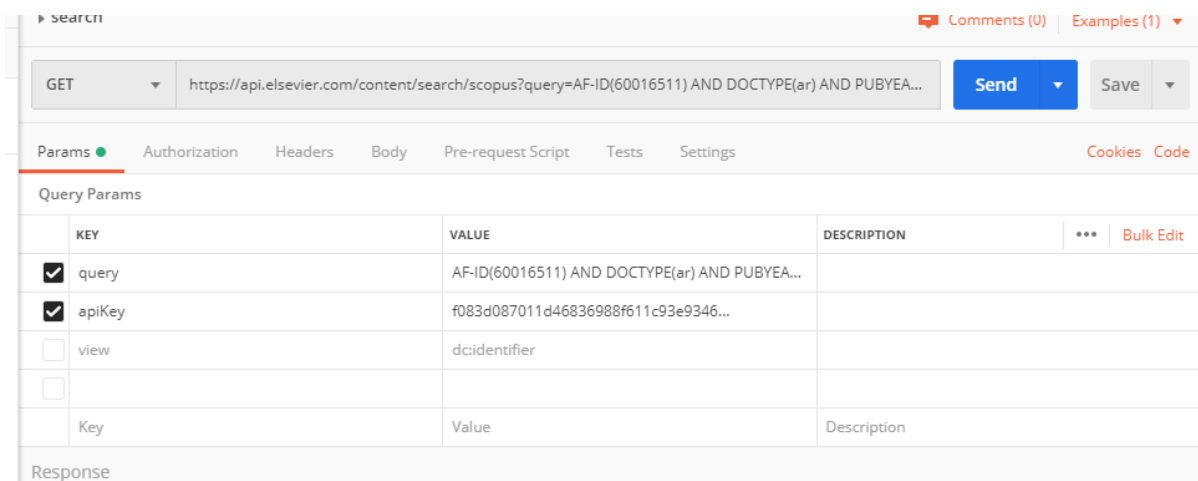 search Comments (0) Examples (1)
GET https://api.elsevier.com/content/search/scopus?query=AF-ID(60016511) AND DOCTYPE(ar) AND PUBYEA... Send Save
Params Authorization Headers Body Pre-request Script Tests Settings Cookies Code
Query Params
KEY VALUE DESCRIPTION ••• Bulk Edit
query AF-ID(60016511) AND DOCTYPE(ar) AND PUBYEA...
apiKey f083d087011d46836988f611c93e9346...
view dc:identifier
Key Value Description
Response